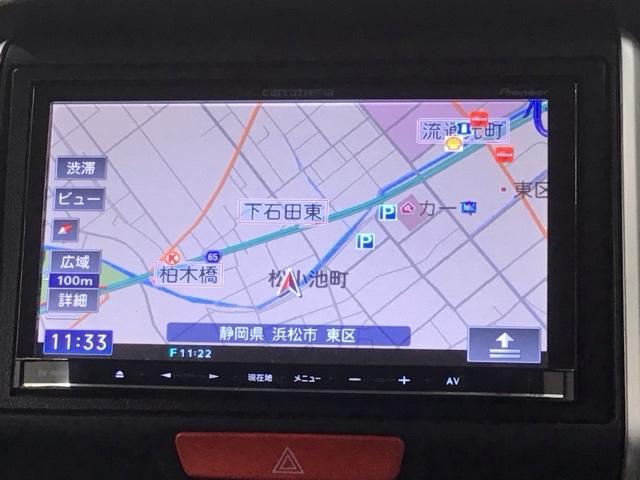 carrozzeria
Pioneer
流通元町
渋滞
ビュー
下石田東
東区
カー
65
広域
柏木橋
松小池町
100m
詳細
静岡県 浜松市 東区
11:33
F 11:22
現在地
メニュー
AV